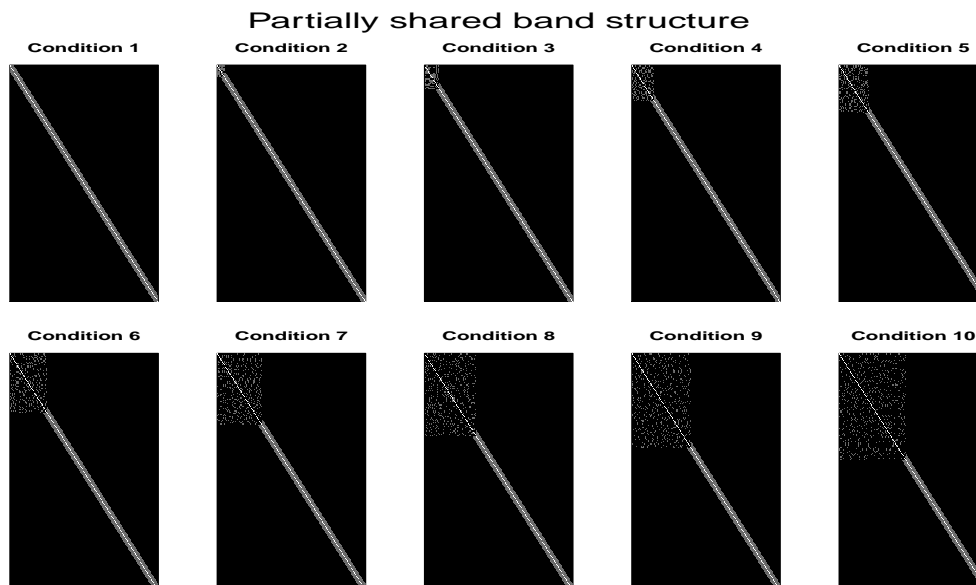 Partially shared band structure
Condition 1
Condition 2
Condition 3
Condition 4
Condition 5
Condition 6
Condition 7
Condition 8
Condition 9
Condition 10